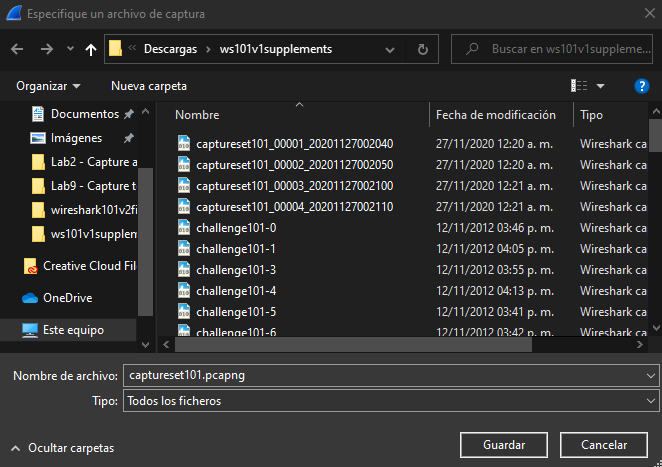 Especifique un archivo de captura
Descargas > ws101v1supplements
Buscar en ws101v1suppleme...
Organizar
Nueva carpeta
?
Nombre
Fecha de modificación
Tipo
Documentos
Imágenes
Lab2 - Capture a
Lab9 - Capture t
wireshark101v2fi
ws101v1supplem
Creative Cloud Fil
OneDrive
Este equipo
captureset101_00001_20201127002040 27/11/2020 12:20 a. m. Wireshark ca
captureset101_00002_20201127002050 27/11/2020 12:20 a. m. Wireshark ca
captureset101_00003_20201127002100 27/11/2020 12:21 a. m. Wireshark ca
captureset101_00004_20201127002110 27/11/2020 12:21 a. m. Wireshark ca
challenge101-0 12/11/2012 03:46 p. m. Wireshark ca
challenge101-1 12/11/2012 04:05 p. m. Wireshark ca
challenge101-3 12/11/2012 03:55 p. m. Wireshark ca
challenge101-4 12/11/2012 04:13 p. m. Wireshark ca
challenge101-5 12/11/2012 03:41 p. m. Wireshark ca
challenge101-6 12/11/2012 03:42 p. m. Wireshark ca
Nombre de archivo: captureset101.pcapng
Tipo: Todos los ficheros
Ocultar carpetas
Guardar
Cancelar